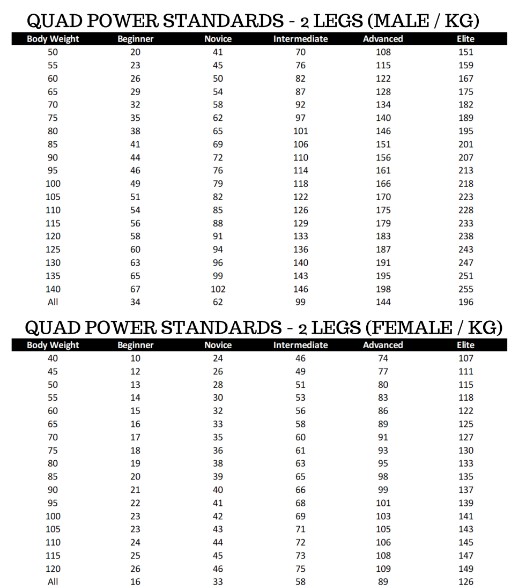 QUAD POWER STANDARDS - 2 LEGS (MALE / KG)
Body Weight Beginner Novice Intermediate Advanced Elite
50 20 41 70 108 151
55 23 45 76 115 159
60 26 50 82 122 167
65 29 54 87 128 175
70 32 58 92 134 182
75 35 62 97 140 189
80 38 65 101 146 195
85 41 69 106 151 201
90 44 72 110 156 207
95 46 76 114 161 213
100 49 79 118 166 218
105 51 82 122 170 223
110 54 85 126 175 228
115 56 88 129 179 233
120 58 91 133 183 238
125 60 94 136 187 243
130 63 96 140 191 247
135 65 99 143 195 251
140 67 102 146 198 255
All 34 62 99 144 196
QUAD POWER STANDARDS - 2 LEGS (FEMALE / KG)
Body Weight Beginner Novice Intermediate Advanced Elite
40 10 24 46 74 107
45 12 26 49 77 111
50 13 28 51 80 115
55 14 30 53 83 118
60 15 32 56 86 122
65 16 33 58 89 125
70 17 35 60 91 127
75 18 36 61 93 130
80 19 38 63 95 133
85 20 39 65 98 135
90 21 40 66 99 137
95 22 41 68 101 139
100 23 42 69 103 141
105 23 43 71 105 143
110 24 44 72 106 145
115 25 45 73 108 147
120 26 46 75 109 149
All 16 33 58 89 126